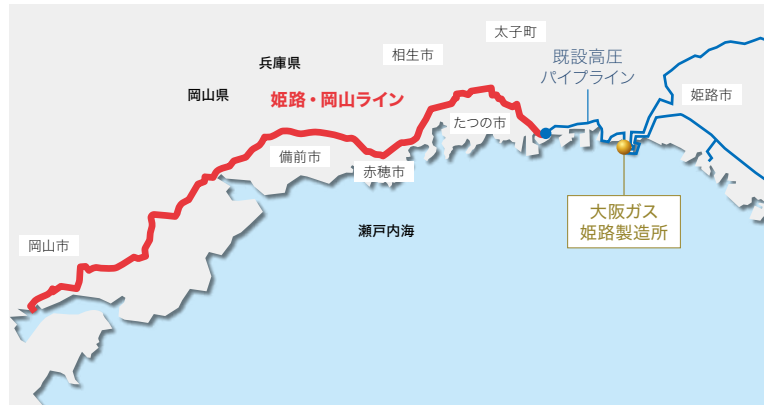 太子町
相生市
既設高圧
パイプライン
兵庫県
岡山県
姫路・岡山ライン
姫路市
たつの市
備前市
赤穂市
大阪ガス
姫路製造所
瀬戸内海
岡山市